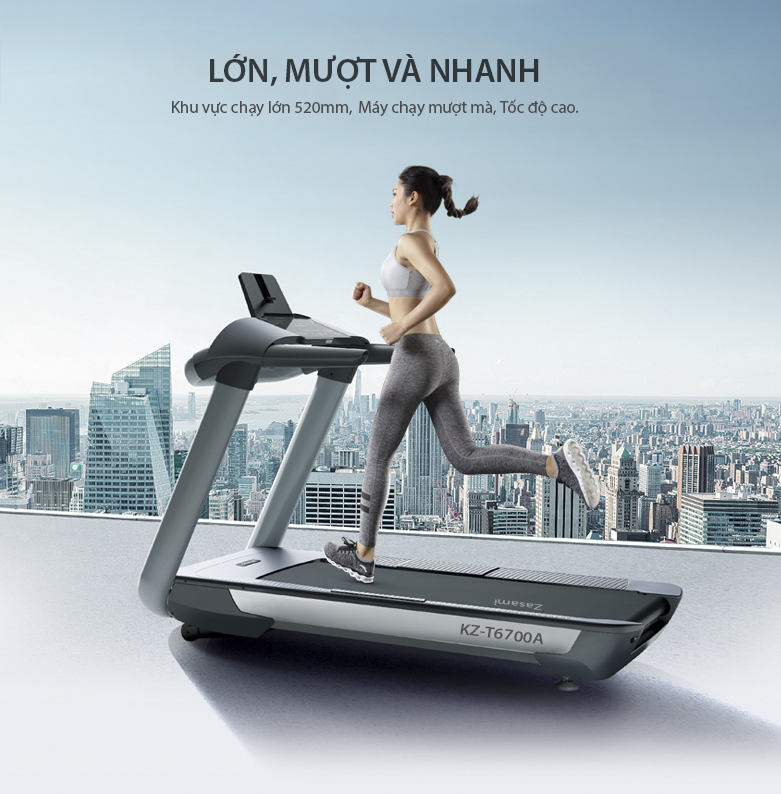 LỚN, MƯỢT VÀ NHANH
Khu vực chạy lớn 520mm, Máy chạy mượt mà, Tốc độ cao.
Zasami
KZ-T6700A